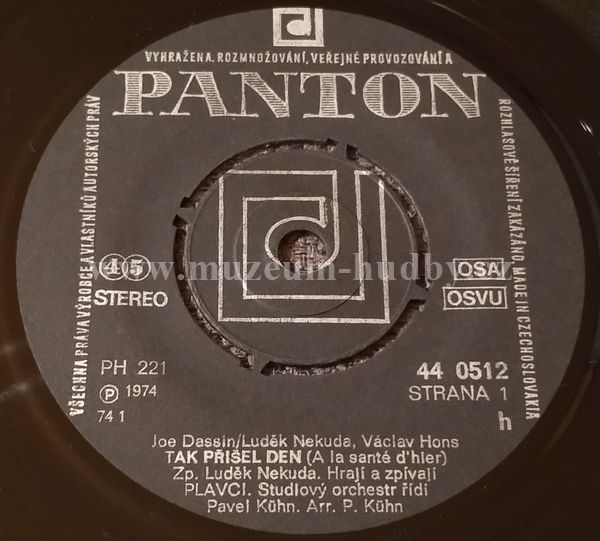 VYHRAŽENA. ROZMNOŽOVÁNÍ, VEŘEJNÉ PROVOZOVÁNÍ A
PANTON
VŠECHNA PRÁVA VÝROBCE A VLASTNÍKŮ AUTORSKÝCH PRÁV
ROZHLASOVÉ ŠÍŘENÍ ZAKÁZÁNO. MADE IN CZECHOSLOVAKIA
www.muzeum-hudby.cz
45
STEREO
OSA
OSVU
PH 221
Ⓟ 1974
74 1
44 0512
STRANA 1
h
Joe Dassin/Luděk Nekuda, Václav Hons
TAK PŘIŠEL DEN (A la santé d'hier)
Zp. Luděk Nekuda. Hrají a zpívají
PLAVCI. Studiový orchestr řídí
Pavel Kühn. Arr. P. Kühn